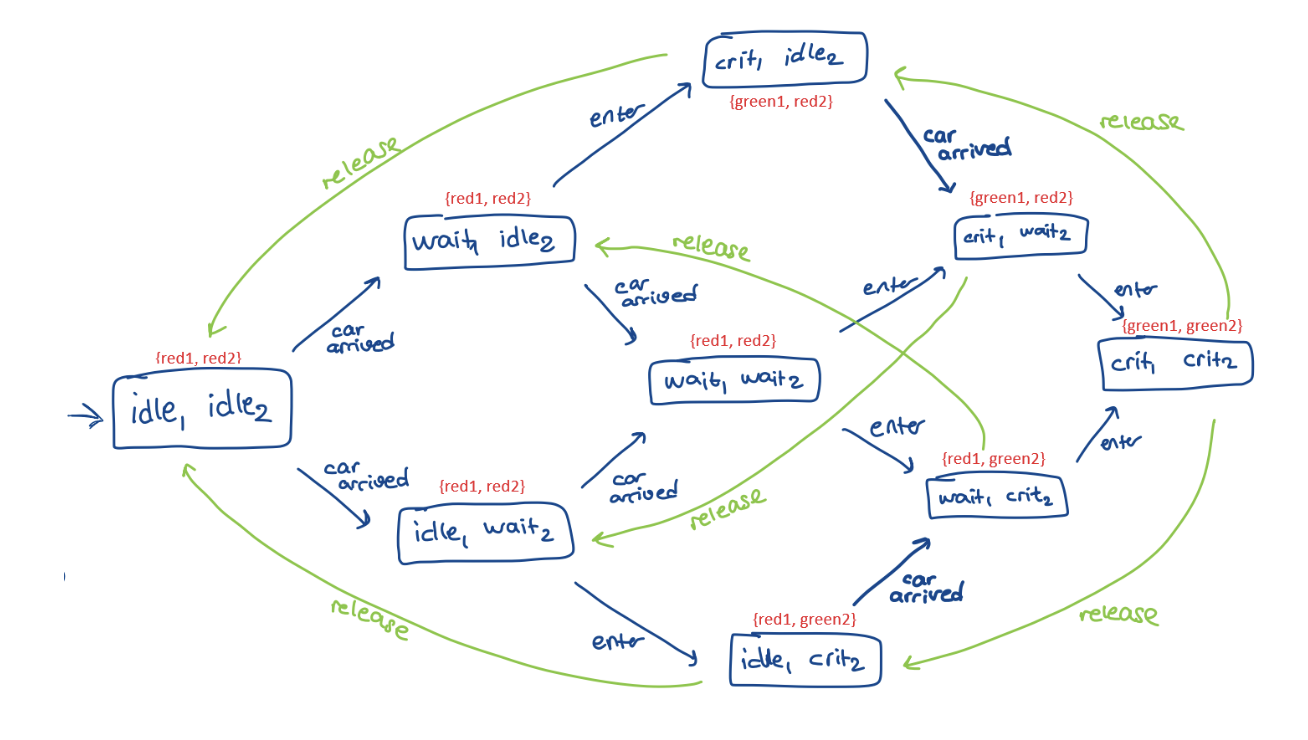 crit₁ idle₂
{green1, red2}
enter
car
arrived
release
release
{red1, red2}
wait₁ idle₂
{green1, red2}
crit₁ wait₂
release
car
arrived
enter
enter
car
arrived
{red1, red2}
wait₁ wait₂
{green1, green2}
crit₁ crit₂
{red1, red2}
idle₁ idle₂
enter
enter
car
arrived
car
arrived
{red1, green2}
wait₁ crit₂
{red1, red2}
idle₁ wait₂
release
car
arrived
release
enter
{red1, green2}
idle₁ crit₂
release